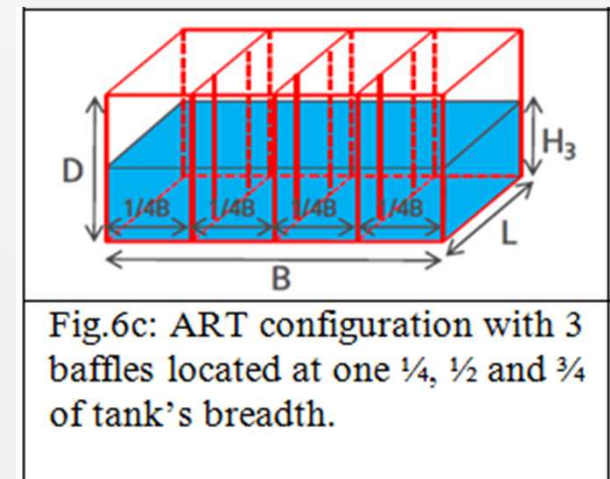 D
H₃
1/4B 1/4B 1/4B 1/4B
L
B
Fig.6c: ART configuration with 3
baffles located at one ¼, ½ and ¾
of tank's breadth.